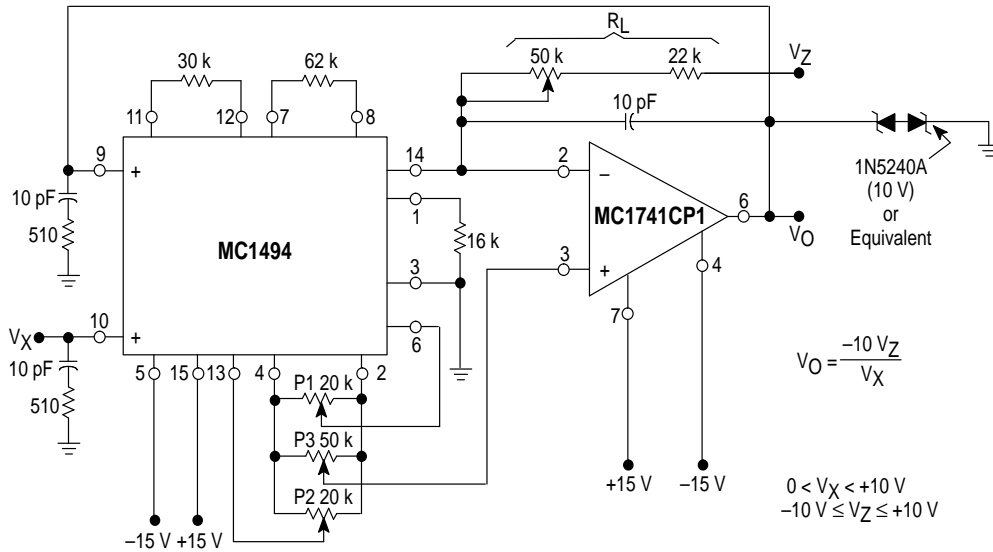 R_L
30 k
62 k
50 k
22 k
V_Z
11
12
7
8
10 pF
9
+
14
2
–
10 pF
510
1
MC1494
16 k
MC1741CP1
6
V_O
1N5240A
(10 V)
or
Equivalent
3
3
+
4
V_X
10
+
6
7
10 pF
510
5
15
13
4
2
P1 20 k
P3 50 k
P2 20 k
V_O = –10 V_Z / V_X
–15 V
+15 V
+15 V
–15 V
0 < V_X < +10 V
–10 V ≤ V_Z ≤ +10 V